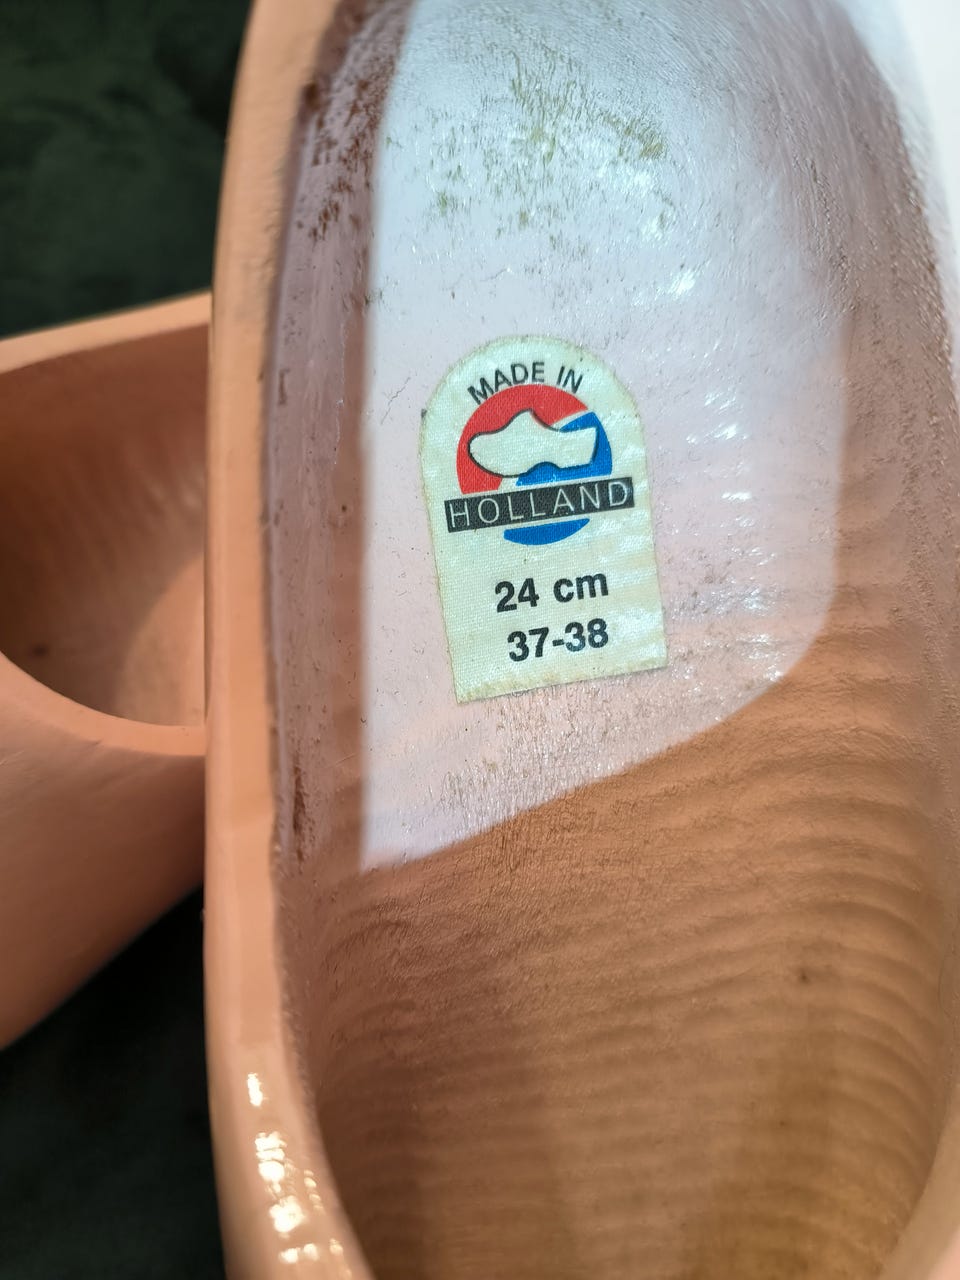 MADE IN
HOLLAND
24 cm
37-38